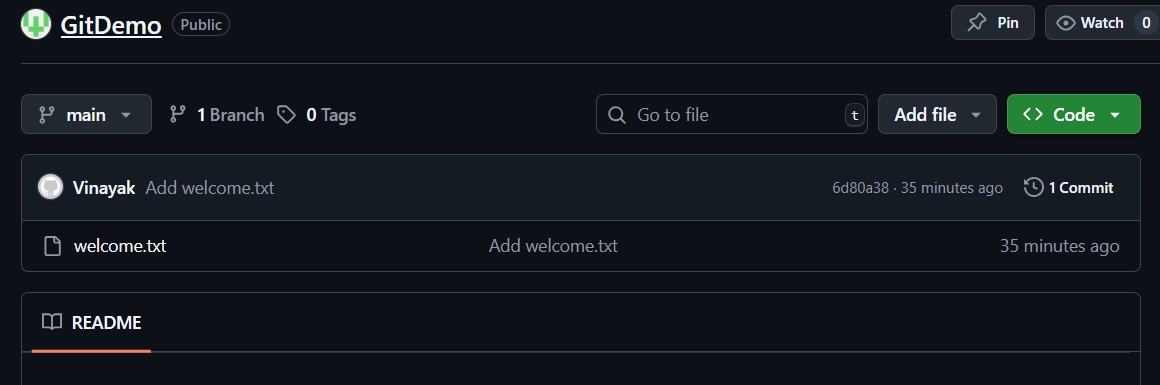 GitDemo Public Pin Watch 0
main 1 Branch 0 Tags Go to file t Add file Code
Vinayak Add welcome.txt 6d80a38 · 35 minutes ago 1 Commit
welcome.txt Add welcome.txt 35 minutes ago
README